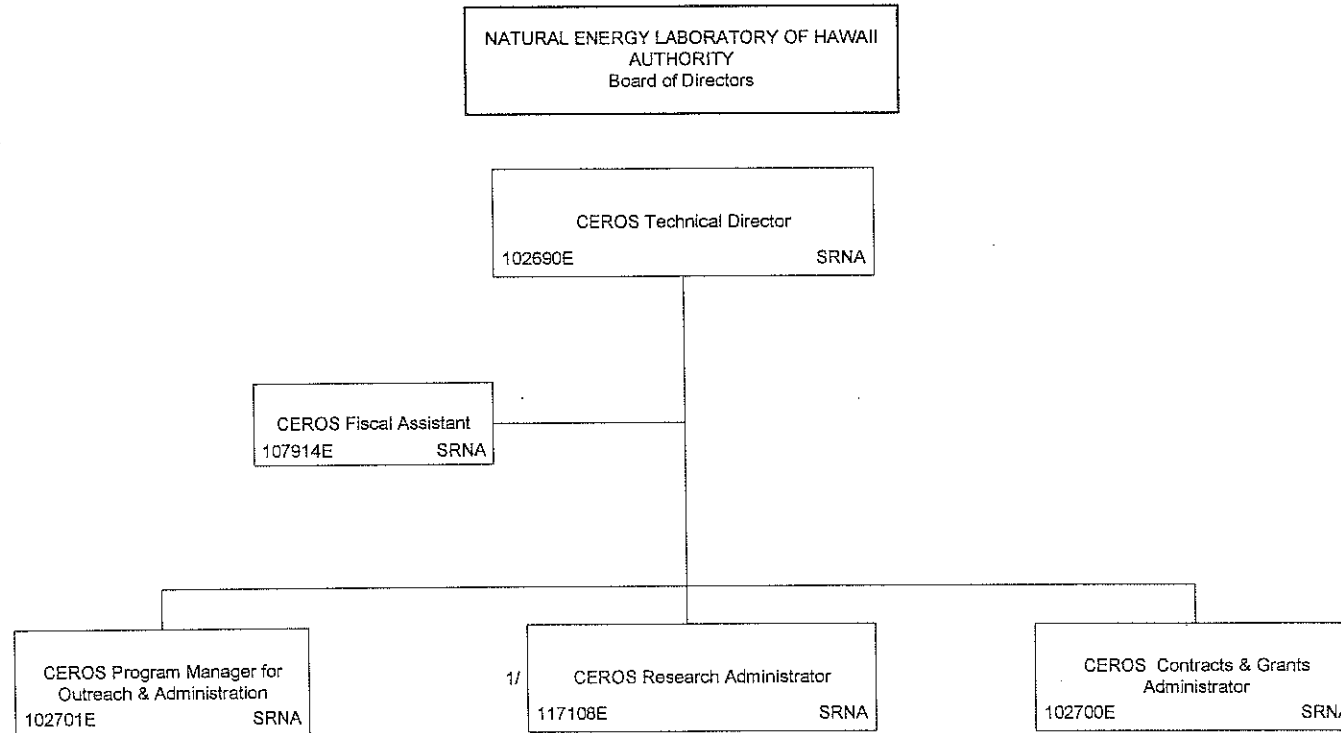 NATURAL ENERGY LABORATORY OF HAWAII
AUTHORITY
Board of Directors
CEROS Technical Director
102690E SRNA
CEROS Fiscal Assistant
107914E SRNA
CEROS Program Manager for
Outreach & Administration
102701E SRNA
1/ CEROS Research Administrator
117108E SRNA
CEROS Contracts & Grants
Administrator
102700E SRNA